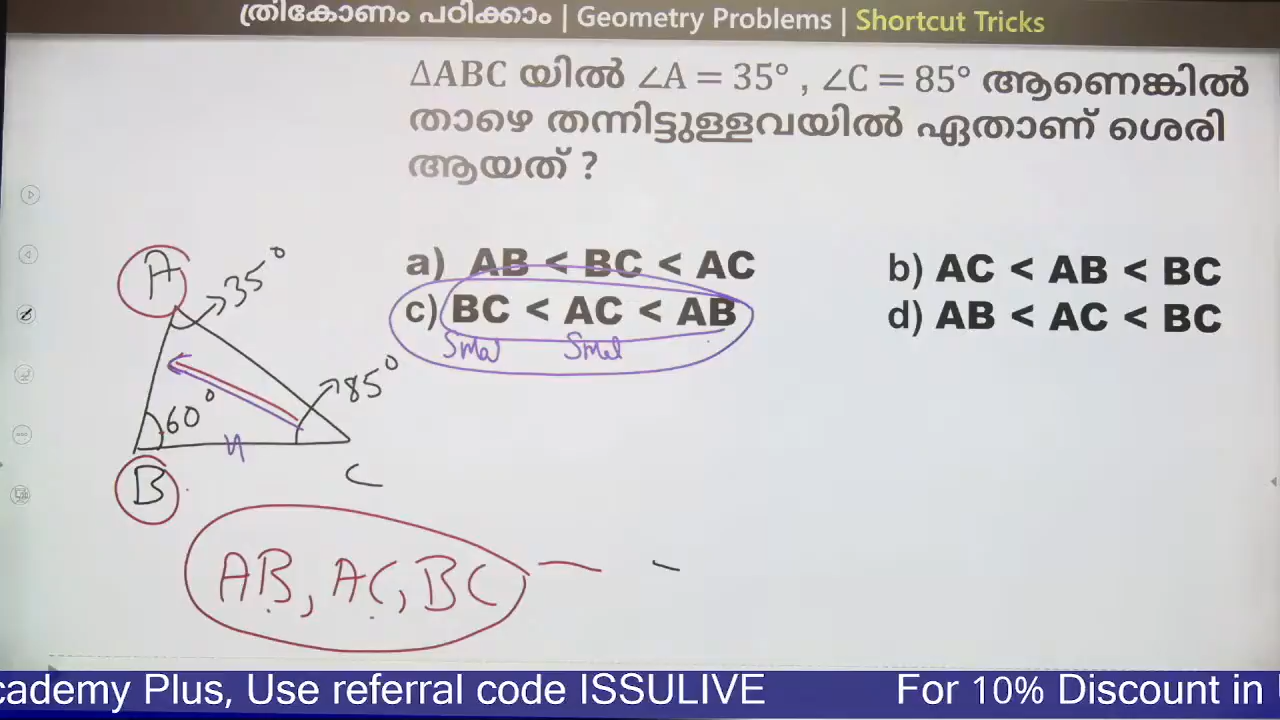 ത്രികോണം പഠിക്കാം | Geometry Problems | Shortcut Tricks
ΔABC യിൽ ∠A = 35° , ∠C = 85° ആണെങ്കിൽ
താഴെ തന്നിട്ടുള്ളവയിൽ ഏതാണ് ശെരി
ആയത് ?
a) AB < BC < AC
b) AC < AB < BC
c) BC < AC < AB
d) AB < AC < BC
Smal Smal
A 35°
60° 85°
B C
AB, AC, BC
cademy Plus, Use referral code ISSULIVE For 10% Discount in